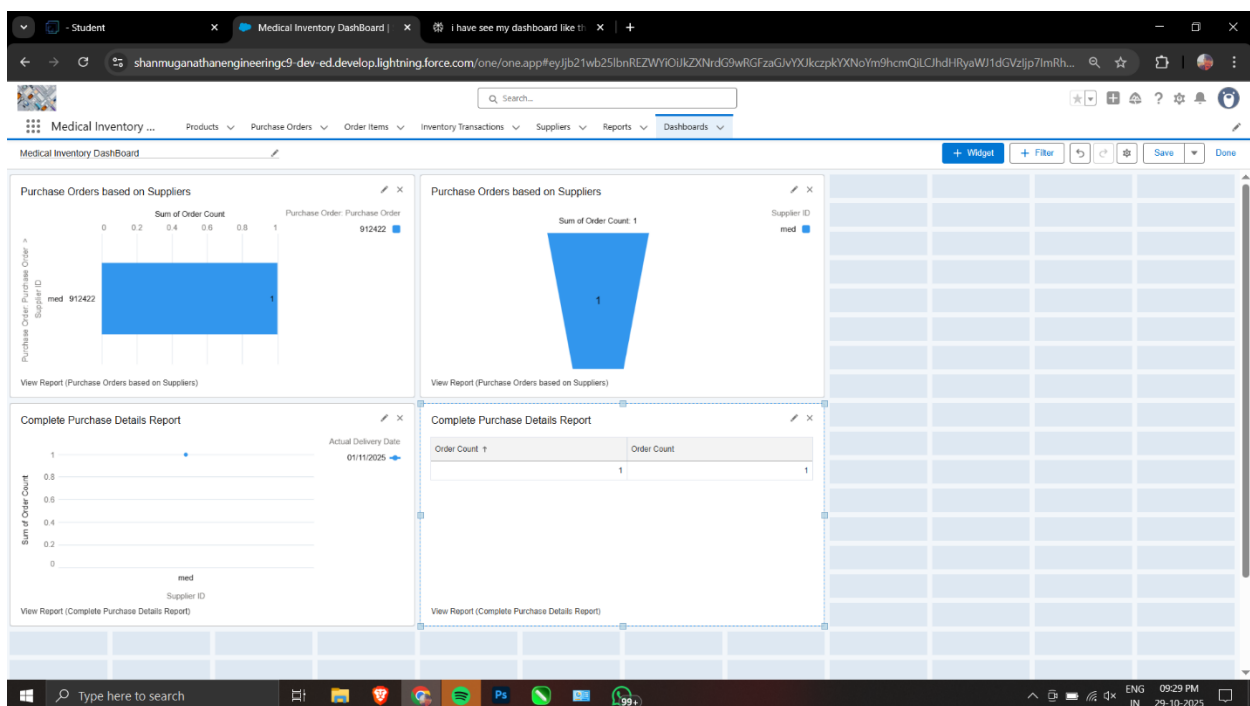 - Student
Medical Inventory DashBoard |
i have see my dashboard like th
shanmuganathanengineeringc9-dev-ed.develop.lightning.force.com/one/one.app#
Search...
Medical Inventory ...
Products
Purchase Orders
Order Items
Inventory Transactions
Suppliers
Reports
Dashboards
Medical Inventory DashBoard
+ Widget
+ Filter
Save
Done
Purchase Orders based on Suppliers
Sum of Order Count
Purchase Order: Purchase Order
0 0.2 0.4 0.6 0.8 1
912422
Purchase Order: Purchase Order >
Supplier ID
med 912422
1
View Report (Purchase Orders based on Suppliers)
Purchase Orders based on Suppliers
Sum of Order Count: 1
Supplier ID
med
1
View Report (Purchase Orders based on Suppliers)
Complete Purchase Details Report
Actual Delivery Date
01/11/2025
Sum of Order Count
1
0.8
0.6
0.4
0.2
0
med
Supplier ID
View Report (Complete Purchase Details Report)
Complete Purchase Details Report
Order Count ↑ Order Count
1 1
View Report (Complete Purchase Details Report)
Type here to search
Ps
99+
ENG
IN
09:29 PM
29-10-2025